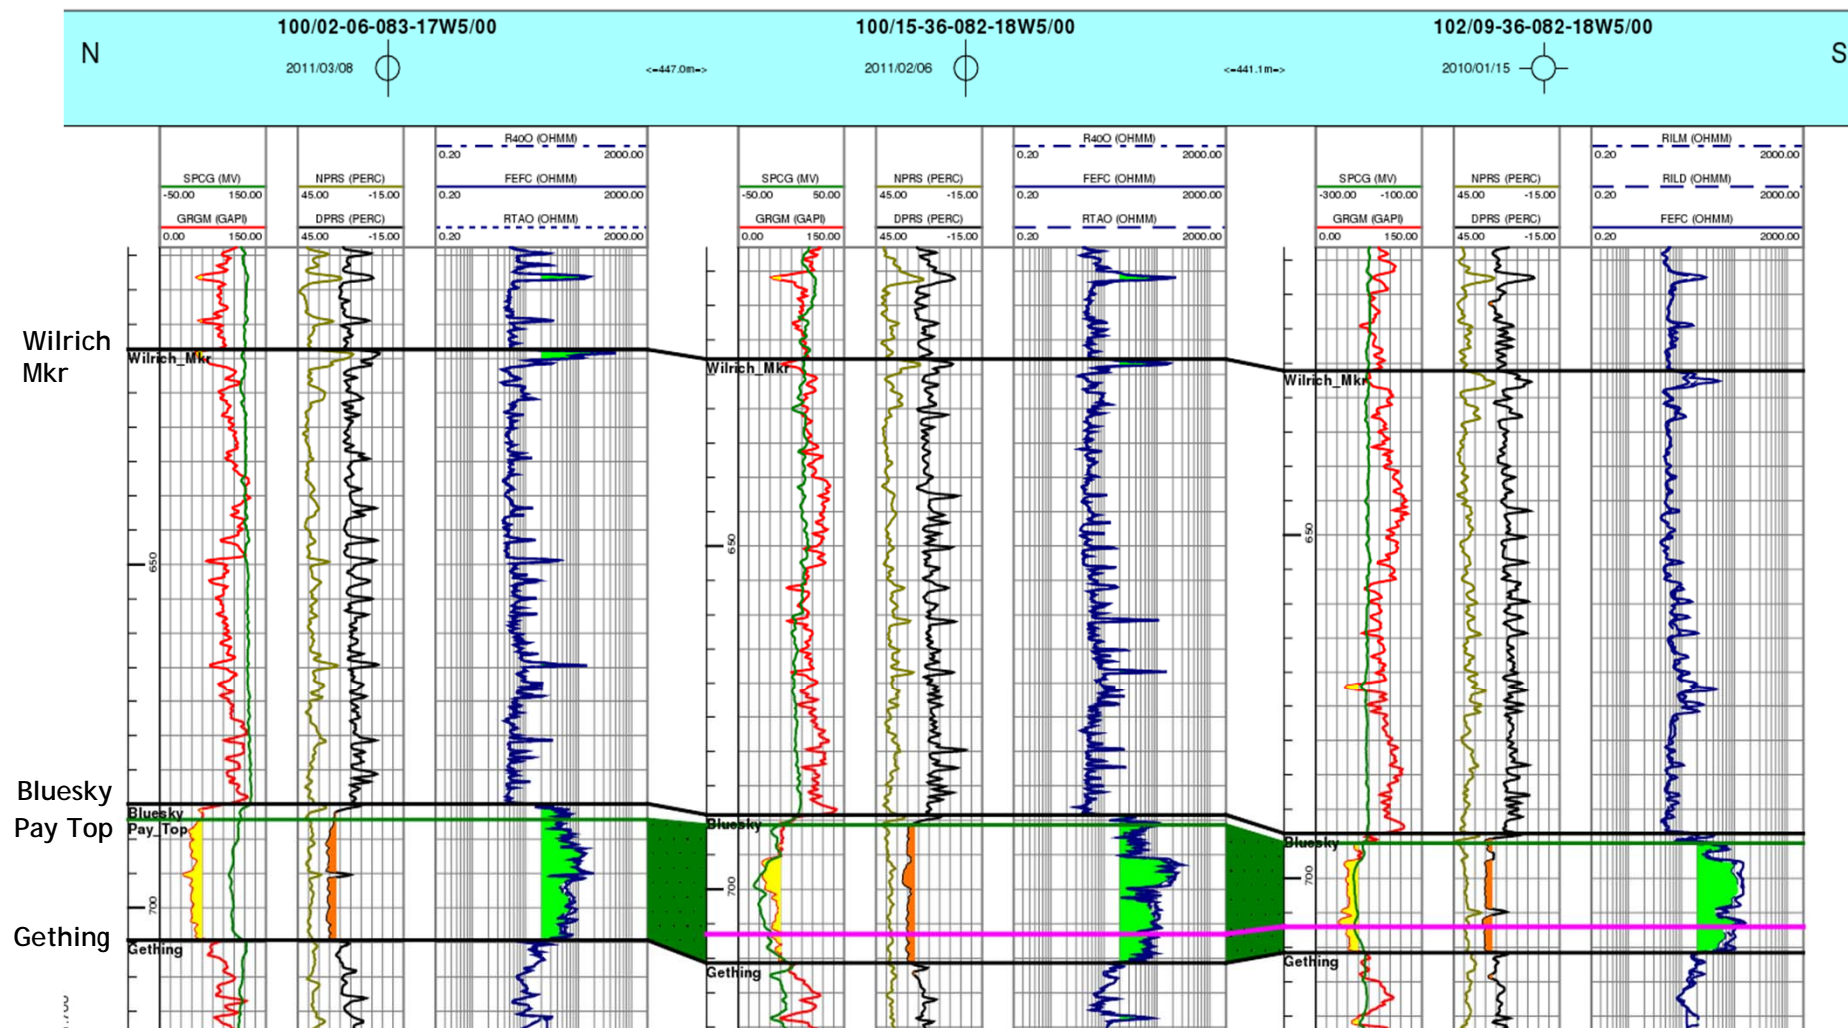 100/02-06-083-17W5/00 100/15-36-082-18W5/00 102/09-36-082-18W5/00
N S
2011/03/08 <-447.0m-> 2011/02/06 <-441.1m-> 2010/01/15
R40O (OHMM) R40O (OHMM) RILM (OHMM)
0.20 2000.00 0.20 2000.00 0.20 2000.00
SPCG (MV) NPRS (PERC) FEFC (OHMM) SPCG (MV) NPRS (PERC) FEFC (OHMM) SPCG (MV) NPRS (PERC) RILD (OHMM)
-50.00 150.00 45.00 -15.00 0.20 2000.00 -50.00 50.00 45.00 -15.00 0.20 2000.00 -300.00 -100.00 45.00 -15.00 0.20 2000.00
GRGM (GAPI) DPRS (PERC) RTAO (OHMM) GRGM (GAPI) DPRS (PERC) RTAO (OHMM) GRGM (GAPI) DPRS (PERC) FEFC (OHMM)
0.00 150.00 45.00 -15.00 0.20 2000.00 0.00 150.00 45.00 -15.00 0.20 2000.00 0.00 150.00 45.00 -15.00 0.20 2000.00
Wilrich
Mkr
Wilrich_Mkr Wilrich_Mkr Wilrich_Mkr
650 650 650
Bluesky
Pay Top
Bluesky Bluesky Bluesky
Pay_Top
700 700 700
Gething
Gething Gething Gething